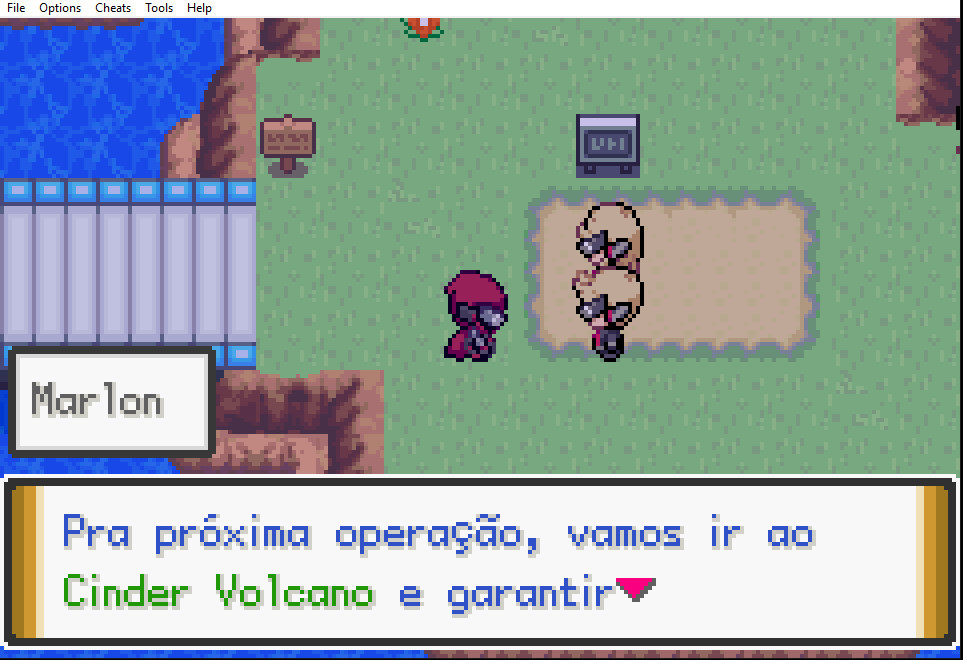 File Options Cheats Tools Help
Marlon
Pra próxima operação, vamos ir ao
Cinder Volcano e garantir